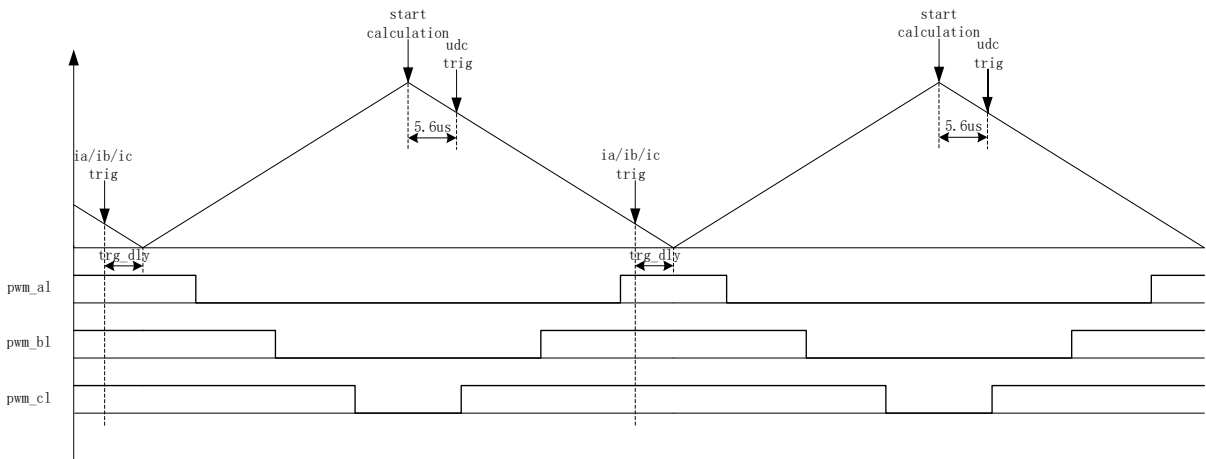 start
calculation
udc
trig
5.6us
ia/ib/ic
trig
trg_dly
start
calculation
udc
trig
5.6us
ia/ib/ic
trig
trg_dly
pwm_al
pwm_bl
pwm_cl